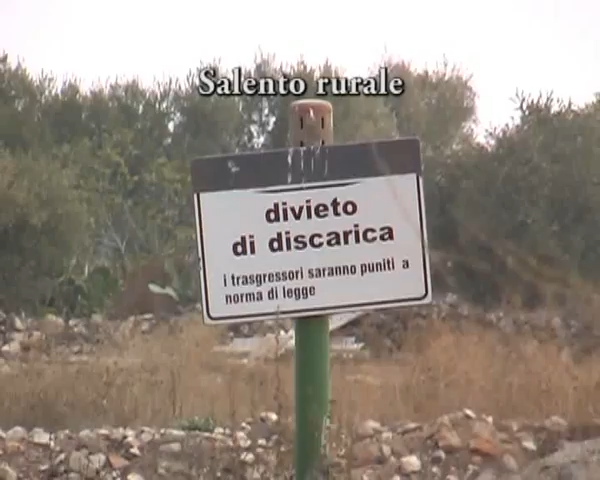 Salento rurale
divieto
di discarica
i trasgressori saranno puniti a
norma di legge